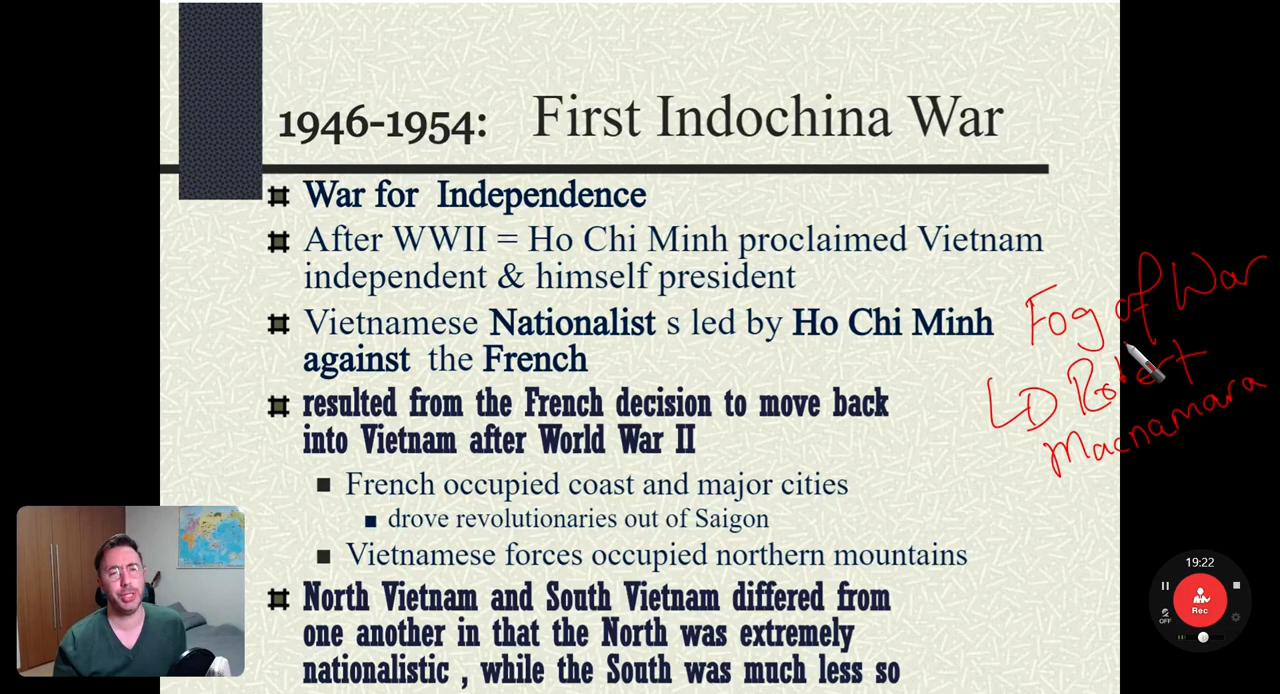 1946-1954: First Indochina War
War for Independence
After WWII = Ho Chi Minh proclaimed Vietnam
independent & himself president
Vietnamese Nationalist s led by Ho Chi Minh
against the French
resulted from the French decision to move back
into Vietnam after World War II
French occupied coast and major cities
drove revolutionaries out of Saigon
Vietnamese forces occupied northern mountains
North Vietnam and South Vietnam differed from
one another in that the North was extremely
nationalistic , while the South was much less so
Fog of War
LD Robert
Macnamara
19:22
Rec
OFF